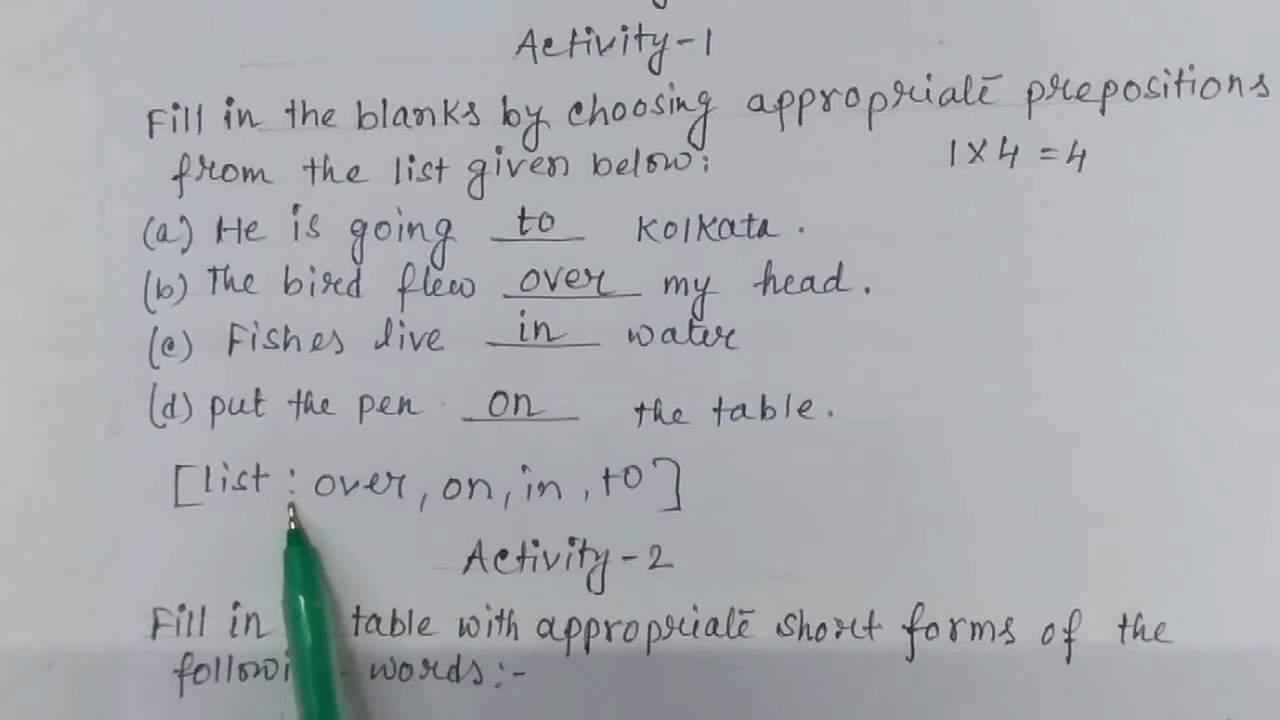 Activity-1
Fill in the blanks by choosing appropriate prepositions
from the list given below: 1 x 4 = 4
(a) He is going to Kolkata.
(b) The bird flew over my head.
(c) Fishes live in water
(d) put the pen on the table.
[list : over, on, in, to]
Activity-2
Fill in table with appropriate short forms of the
words:-